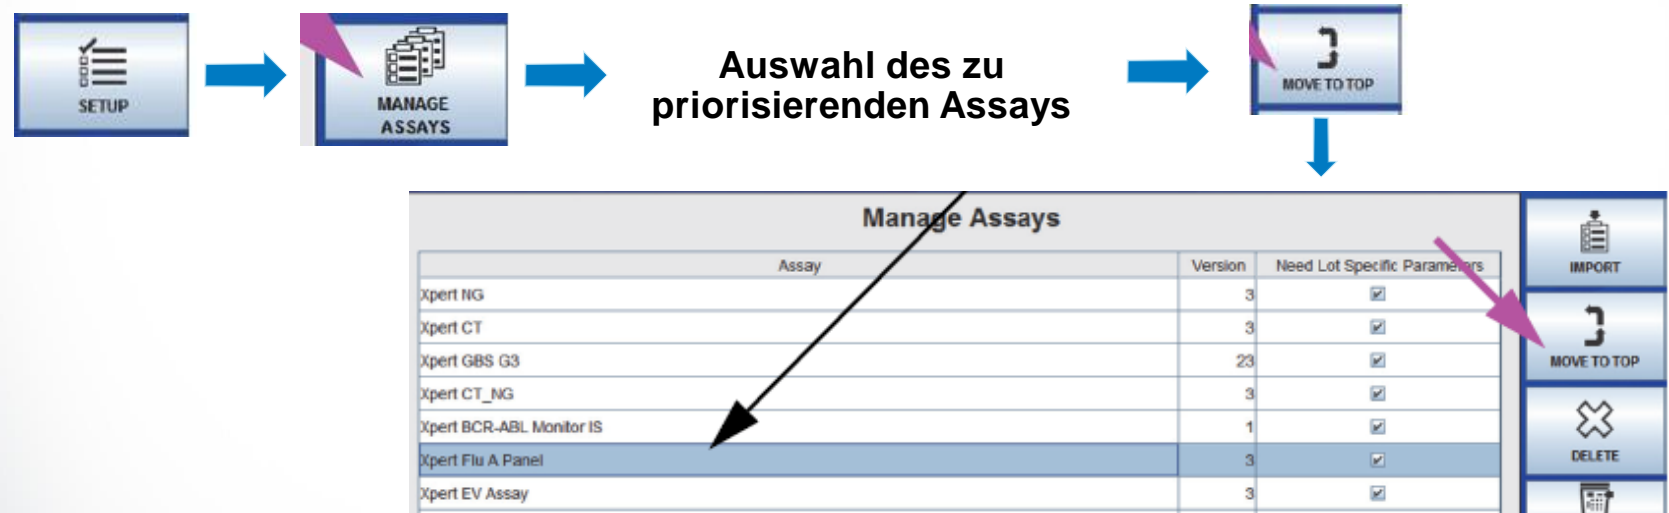 SETUP
MANAGE
ASSAYS
Auswahl des zu
priorisierenden Assays
MOVE TO TOP
Manage Assays
Assay Version Need Lot Specific Parameters
Xpert NG 3
Xpert CT 3
Xpert GBS G3 23
Xpert CT_NG 3
Xpert BCR-ABL Monitor IS 1
Xpert Flu A Panel 3
Xpert EV Assay 3
IMPORT
MOVE TO TOP
DELETE